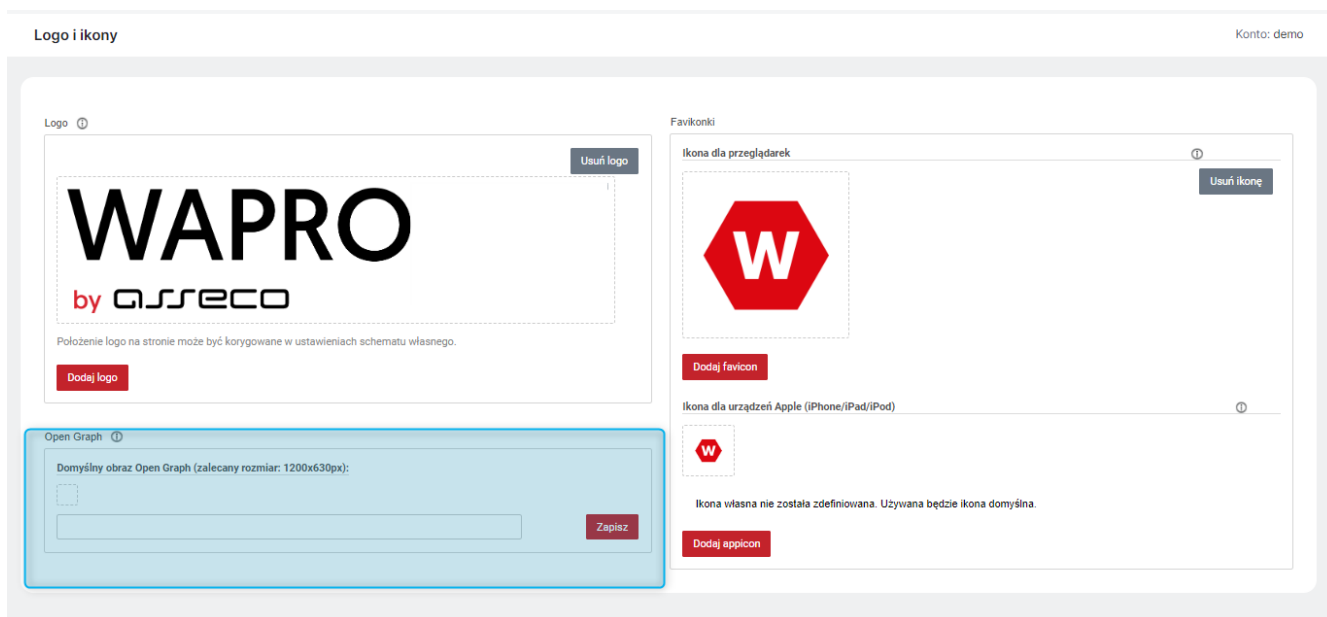 Logo i ikony
Konto: demo
Logo
Usuń logo
WAPRO
by asseco
Położenie logo na stronie może być korygowane w ustawieniach schematu własnego.
Dodaj logo
Open Graph
Domyślny obraz Open Graph (zalecany rozmiar: 1200x630px):
Zapisz
Favikonki
Ikona dla przeglądarek
Usuń ikonę
W
Dodaj favicon
Ikona dla urządzeń Apple (iPhone/iPad/iPod)
W
Ikona własna nie została zdefiniowana. Używana będzie ikona domyślna.
Dodaj appicon